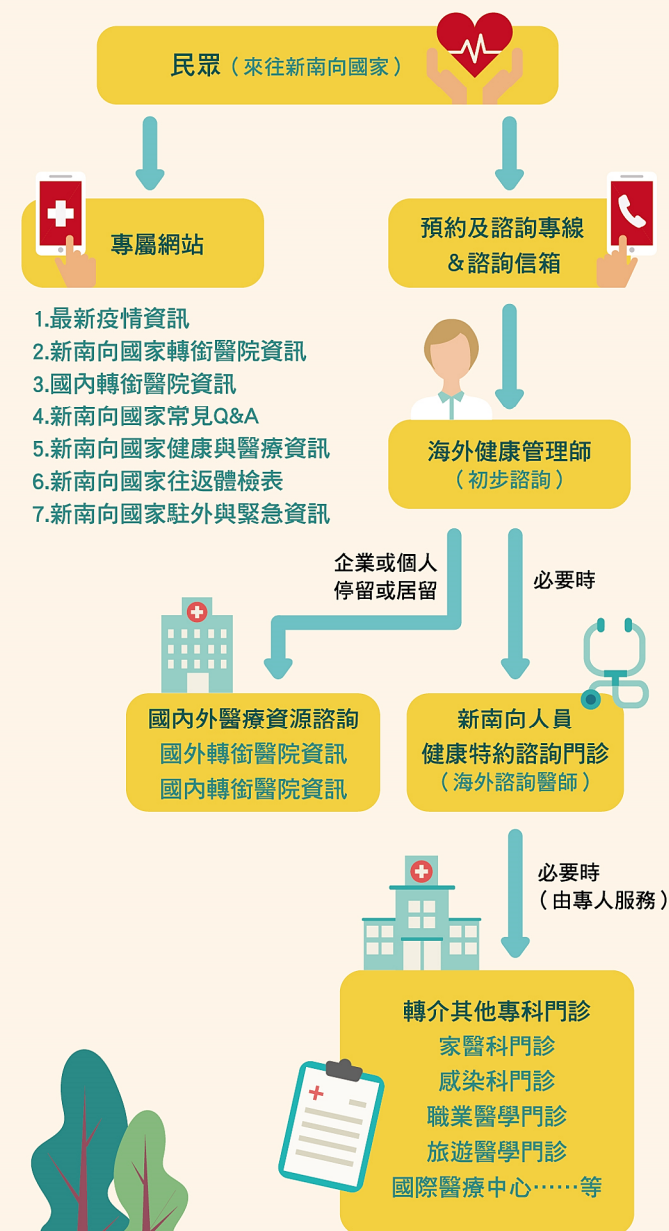 民眾（來往新南向國家）
專屬網站
1.最新疫情資訊
2.新南向國家轉銜醫院資訊
3.國內轉銜醫院資訊
4.新南向國家常見Q&A
5.新南向國家健康與醫療資訊
6.新南向國家往返體檢表
7.新南向國家駐外與緊急資訊
預約及諮詢專線
＆諮詢信箱
海外健康管理師
（初步諮詢）
企業或個人
停留或居留
必要時
國內外醫療資源諮詢
國外轉銜醫院資訊
國內轉銜醫院資訊
新南向人員
健康特約諮詢門診
（海外諮詢醫師）
必要時
（由專人服務）
轉介其他專科門診
家醫科門診
感染科門診
職業醫學門診
旅遊醫學門診
國際醫療中心⋯⋯等